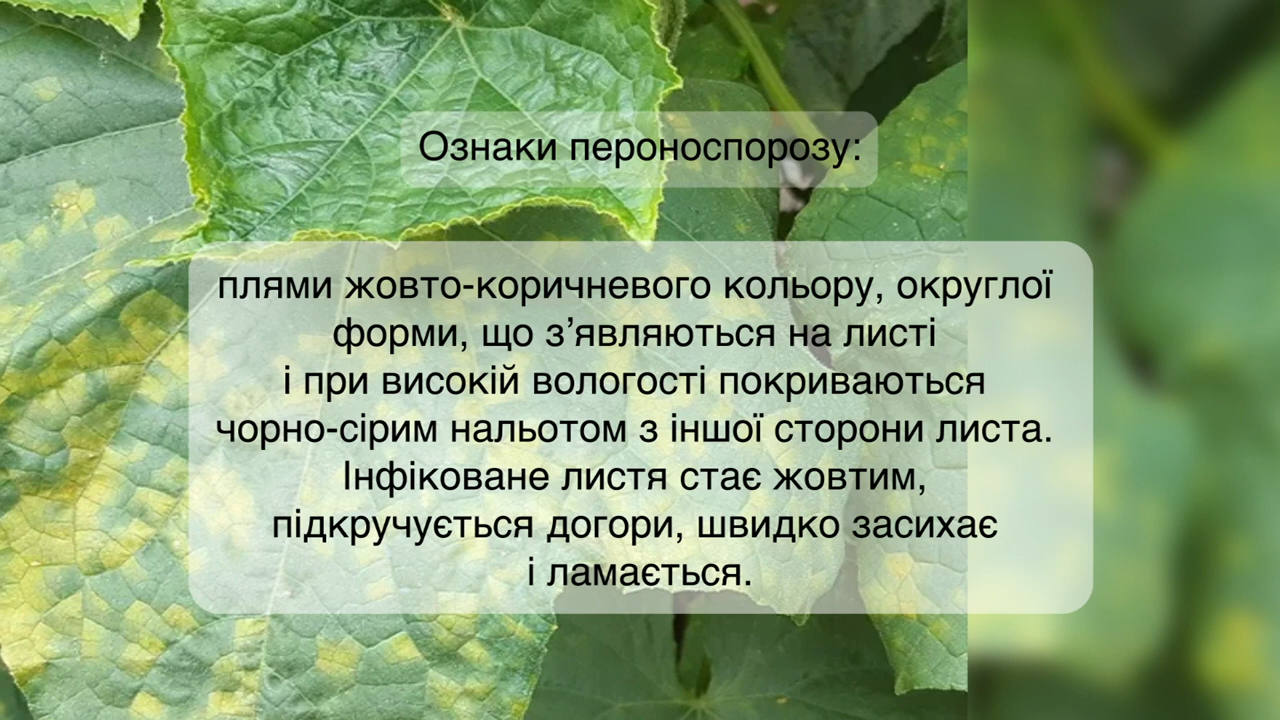 Ознаки пероноспорозу:
плями жовто-коричневого кольору, округлої
форми, що з’являються на листі
і при високій вологості покриваються
чорно-сірим нальотом з іншої сторони листа.
Інфіковане листя стає жовтим,
підкручується догори, швидко засихає
і ламається.